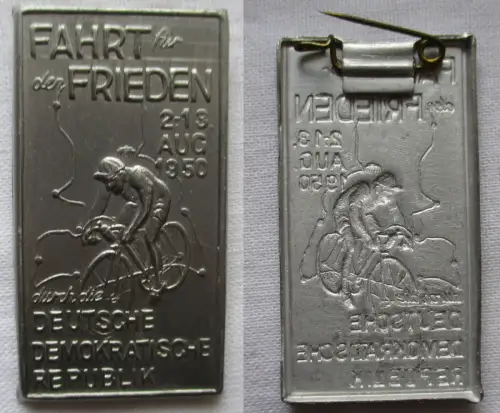 FAHRT für
den FRIEDEN
2-13.
AUG
1950
durch die
DEUTSCHE
DEMOKRATISCHE
REPUBLIK